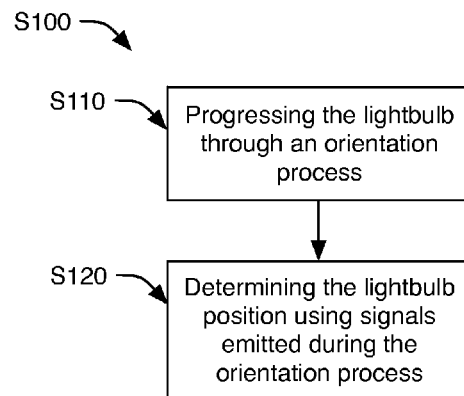 S100
S110
Progressing the lightbulb
through an orientation
process
S120
Determining the lightbulb
position using signals
emitted during the
orientation process